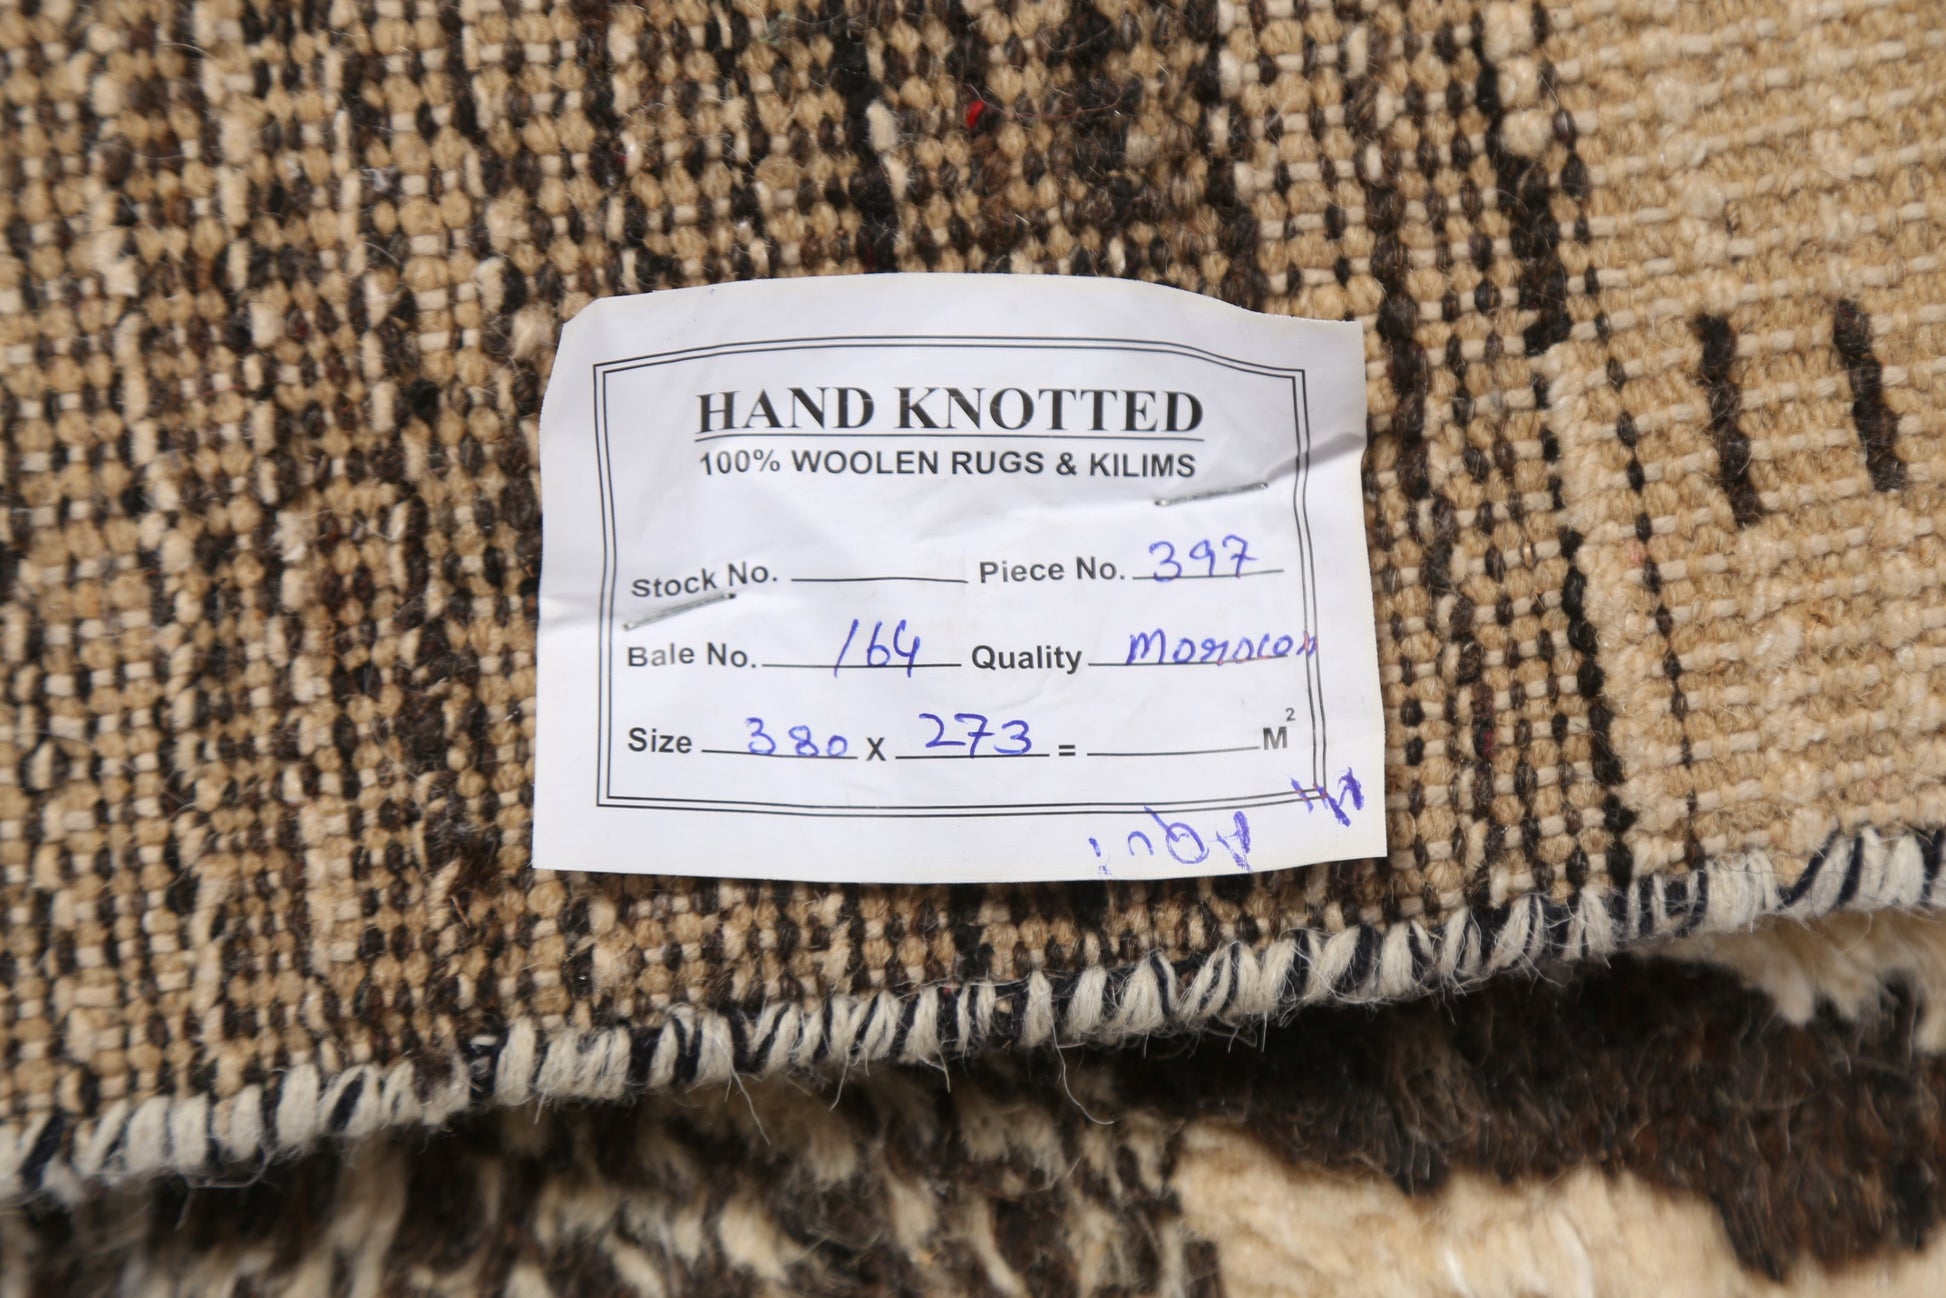 HAND KNOTTED
100% WOOLEN RUGS & KILIMS
Stock No. Piece No. 397
Bale No. 164 Quality Morocon
Size 380 X 273 = M²